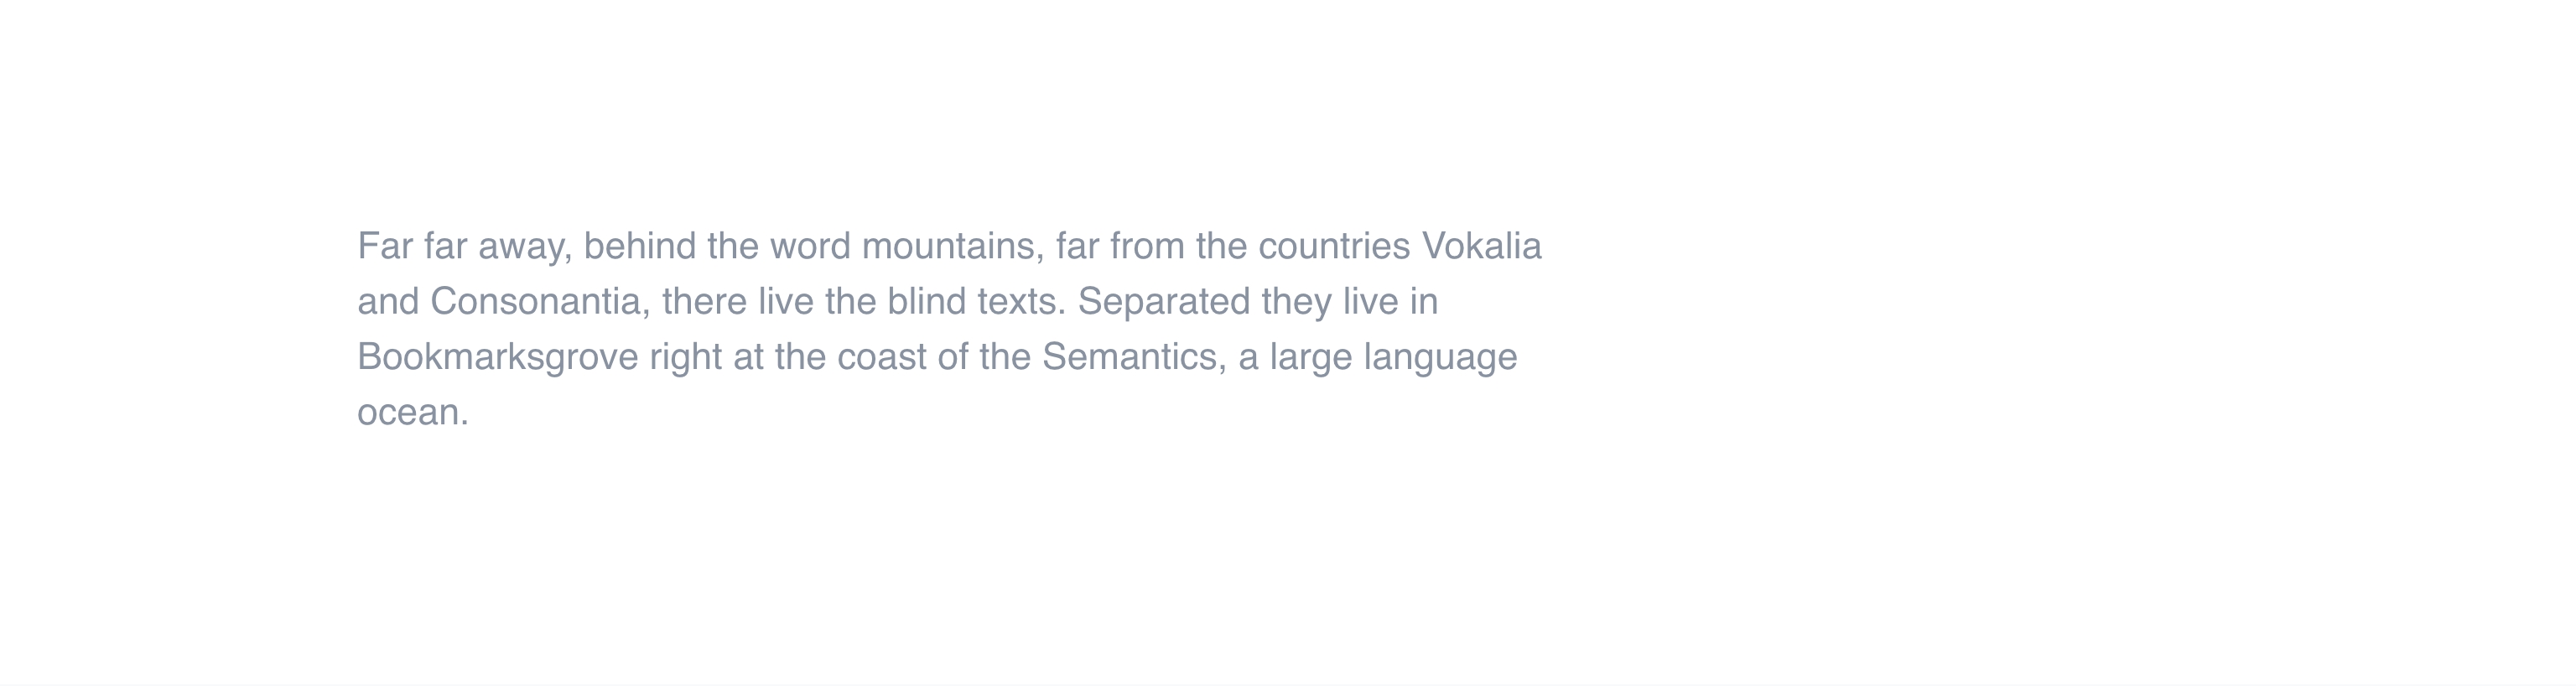 Far far away, behind the word mountains, far from the countries Vokalia
and Consonantia, there live the blind texts. Separated they live in
Bookmarksgrove right at the coast of the Semantics, a large language
ocean.